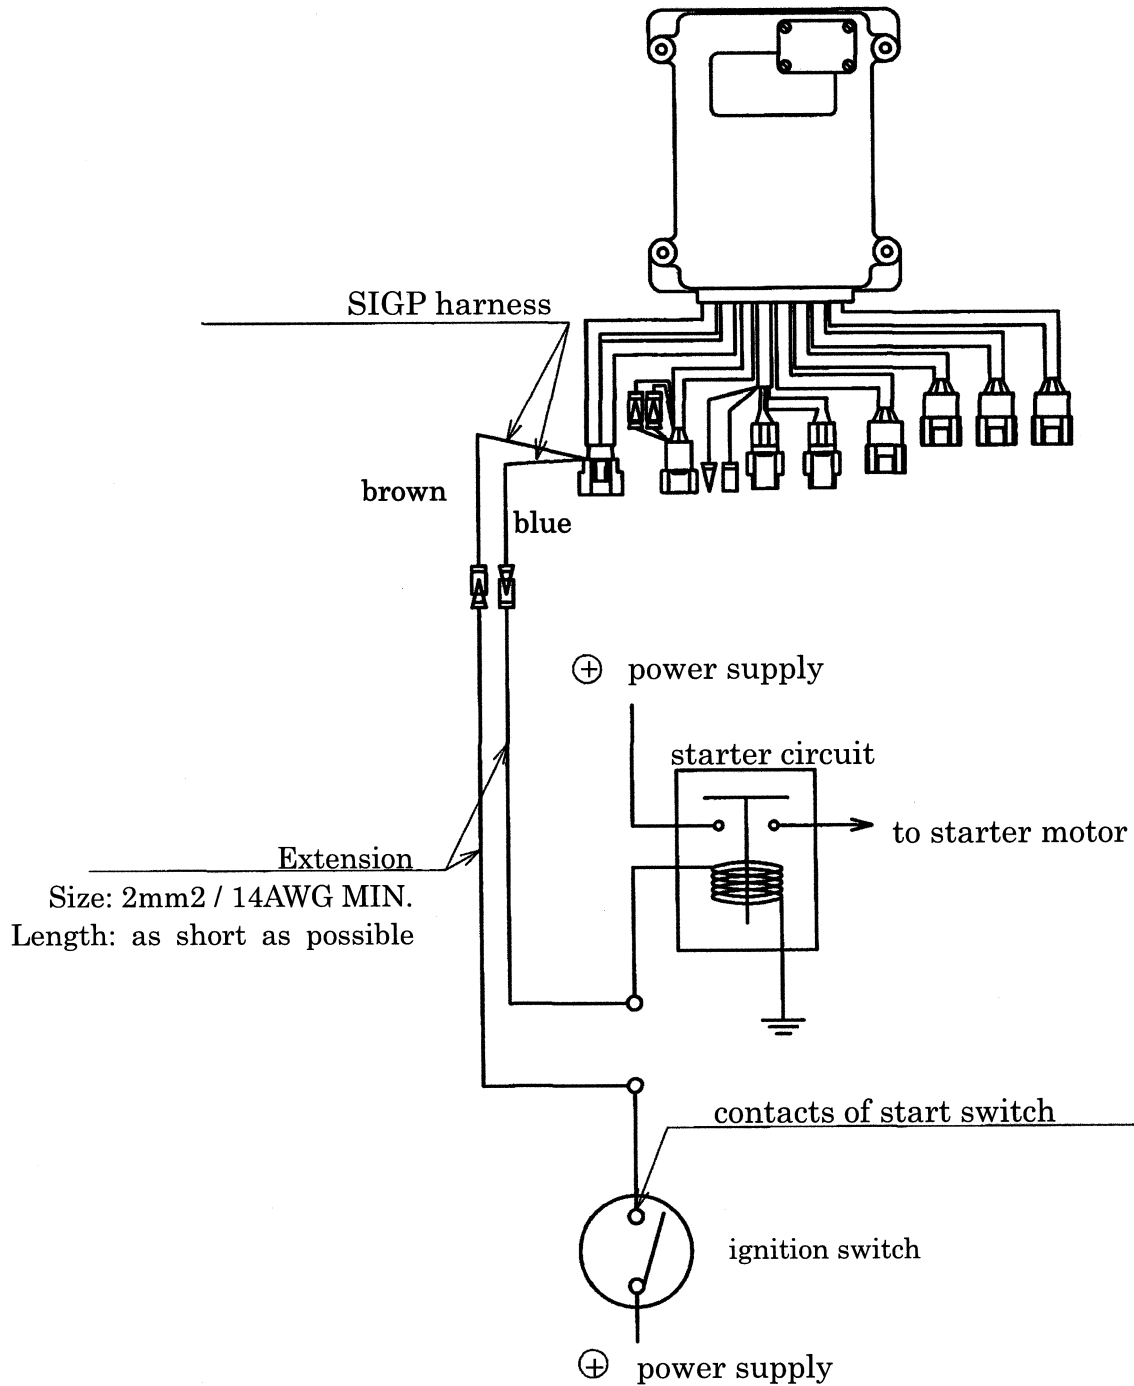 SIGP harness
brown
blue
⊕ power supply
starter circuit
to starter motor
Extension
Size: 2mm2 / 14AWG MIN.
Length: as short as possible
contacts of start switch
ignition switch
⊕ power supply